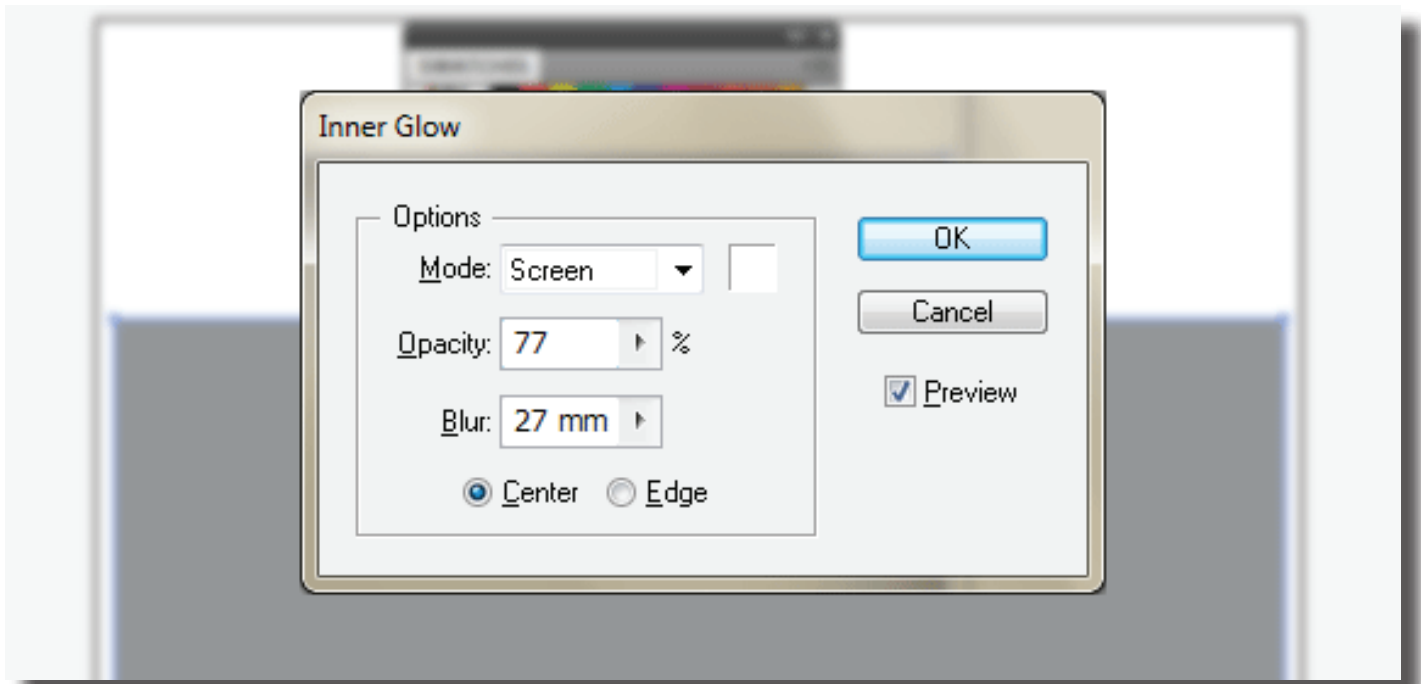 Inner Glow
Options
Mode: Screen
Opacity: 77 %
Blur: 27 mm
Center Edge
OK
Cancel
Preview